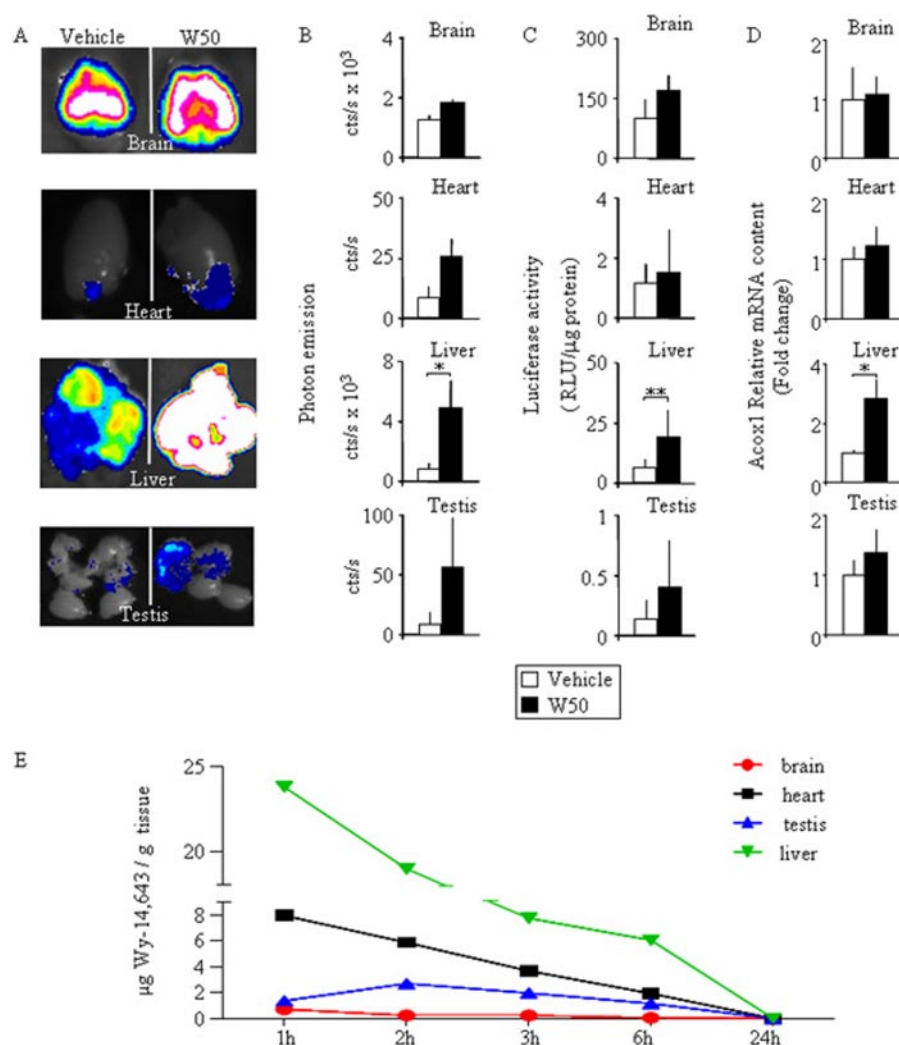 A
Vehicle
W50
Brain
Heart
Liver
Testis
B
Photon emission
Brain
cts/s x 10³
4
2
0
Heart
cts/s
50
25
0
Liver
cts/s x 10³
8
4
0
*
Testis
cts/s
100
50
0
C
Luciferase activity
( RLU/µg protein)
Brain
300
150
0
Heart
4
2
0
Liver
50
25
0
**
Testis
1
0.5
0
D
Acox1 Relative mRNA content
(Fold change)
Brain
2
1
0
Heart
2
1
0
Liver
4
2
0
*
Testis
2
1
0
Vehicle
W50
E
µg Wy-14,643 / g tissue
25
20
8
6
4
2
0
1h
2h
3h
6h
24h
brain
heart
testis
liver